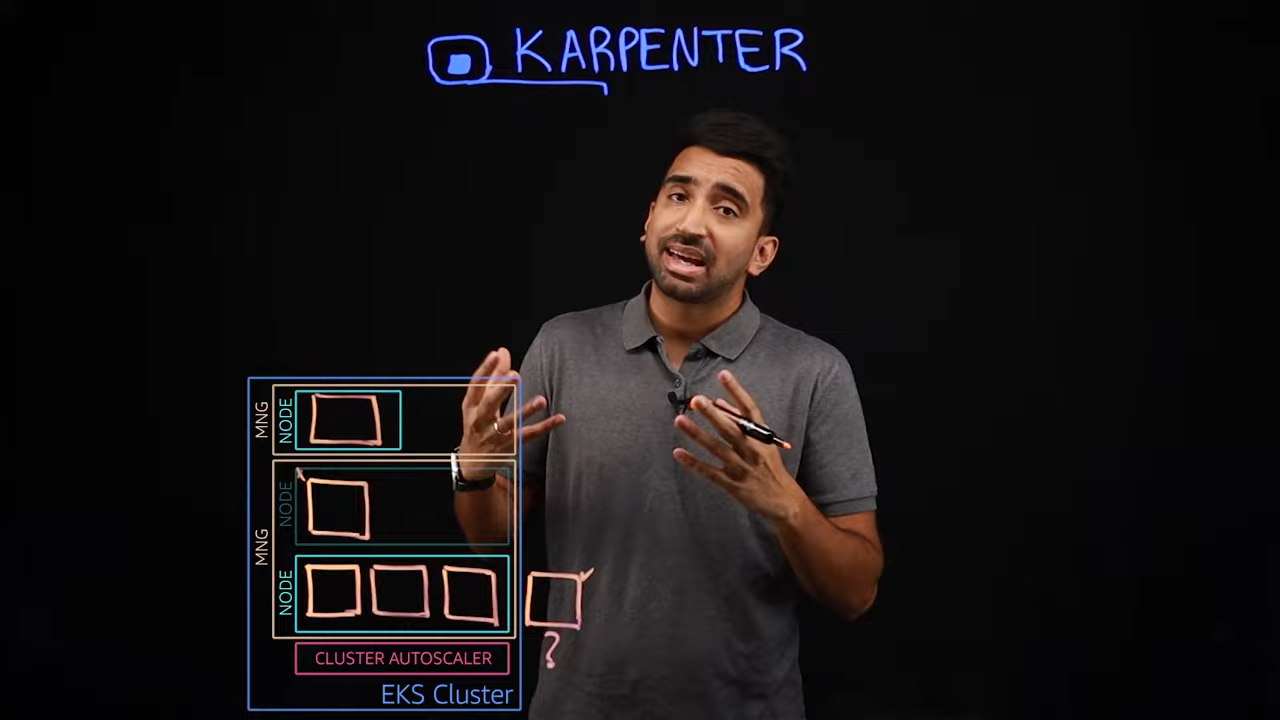 KARPENTER
MNG
NODE
NODE
MNG
NODE
?
CLUSTER AUTOSCALER
EKS Cluster